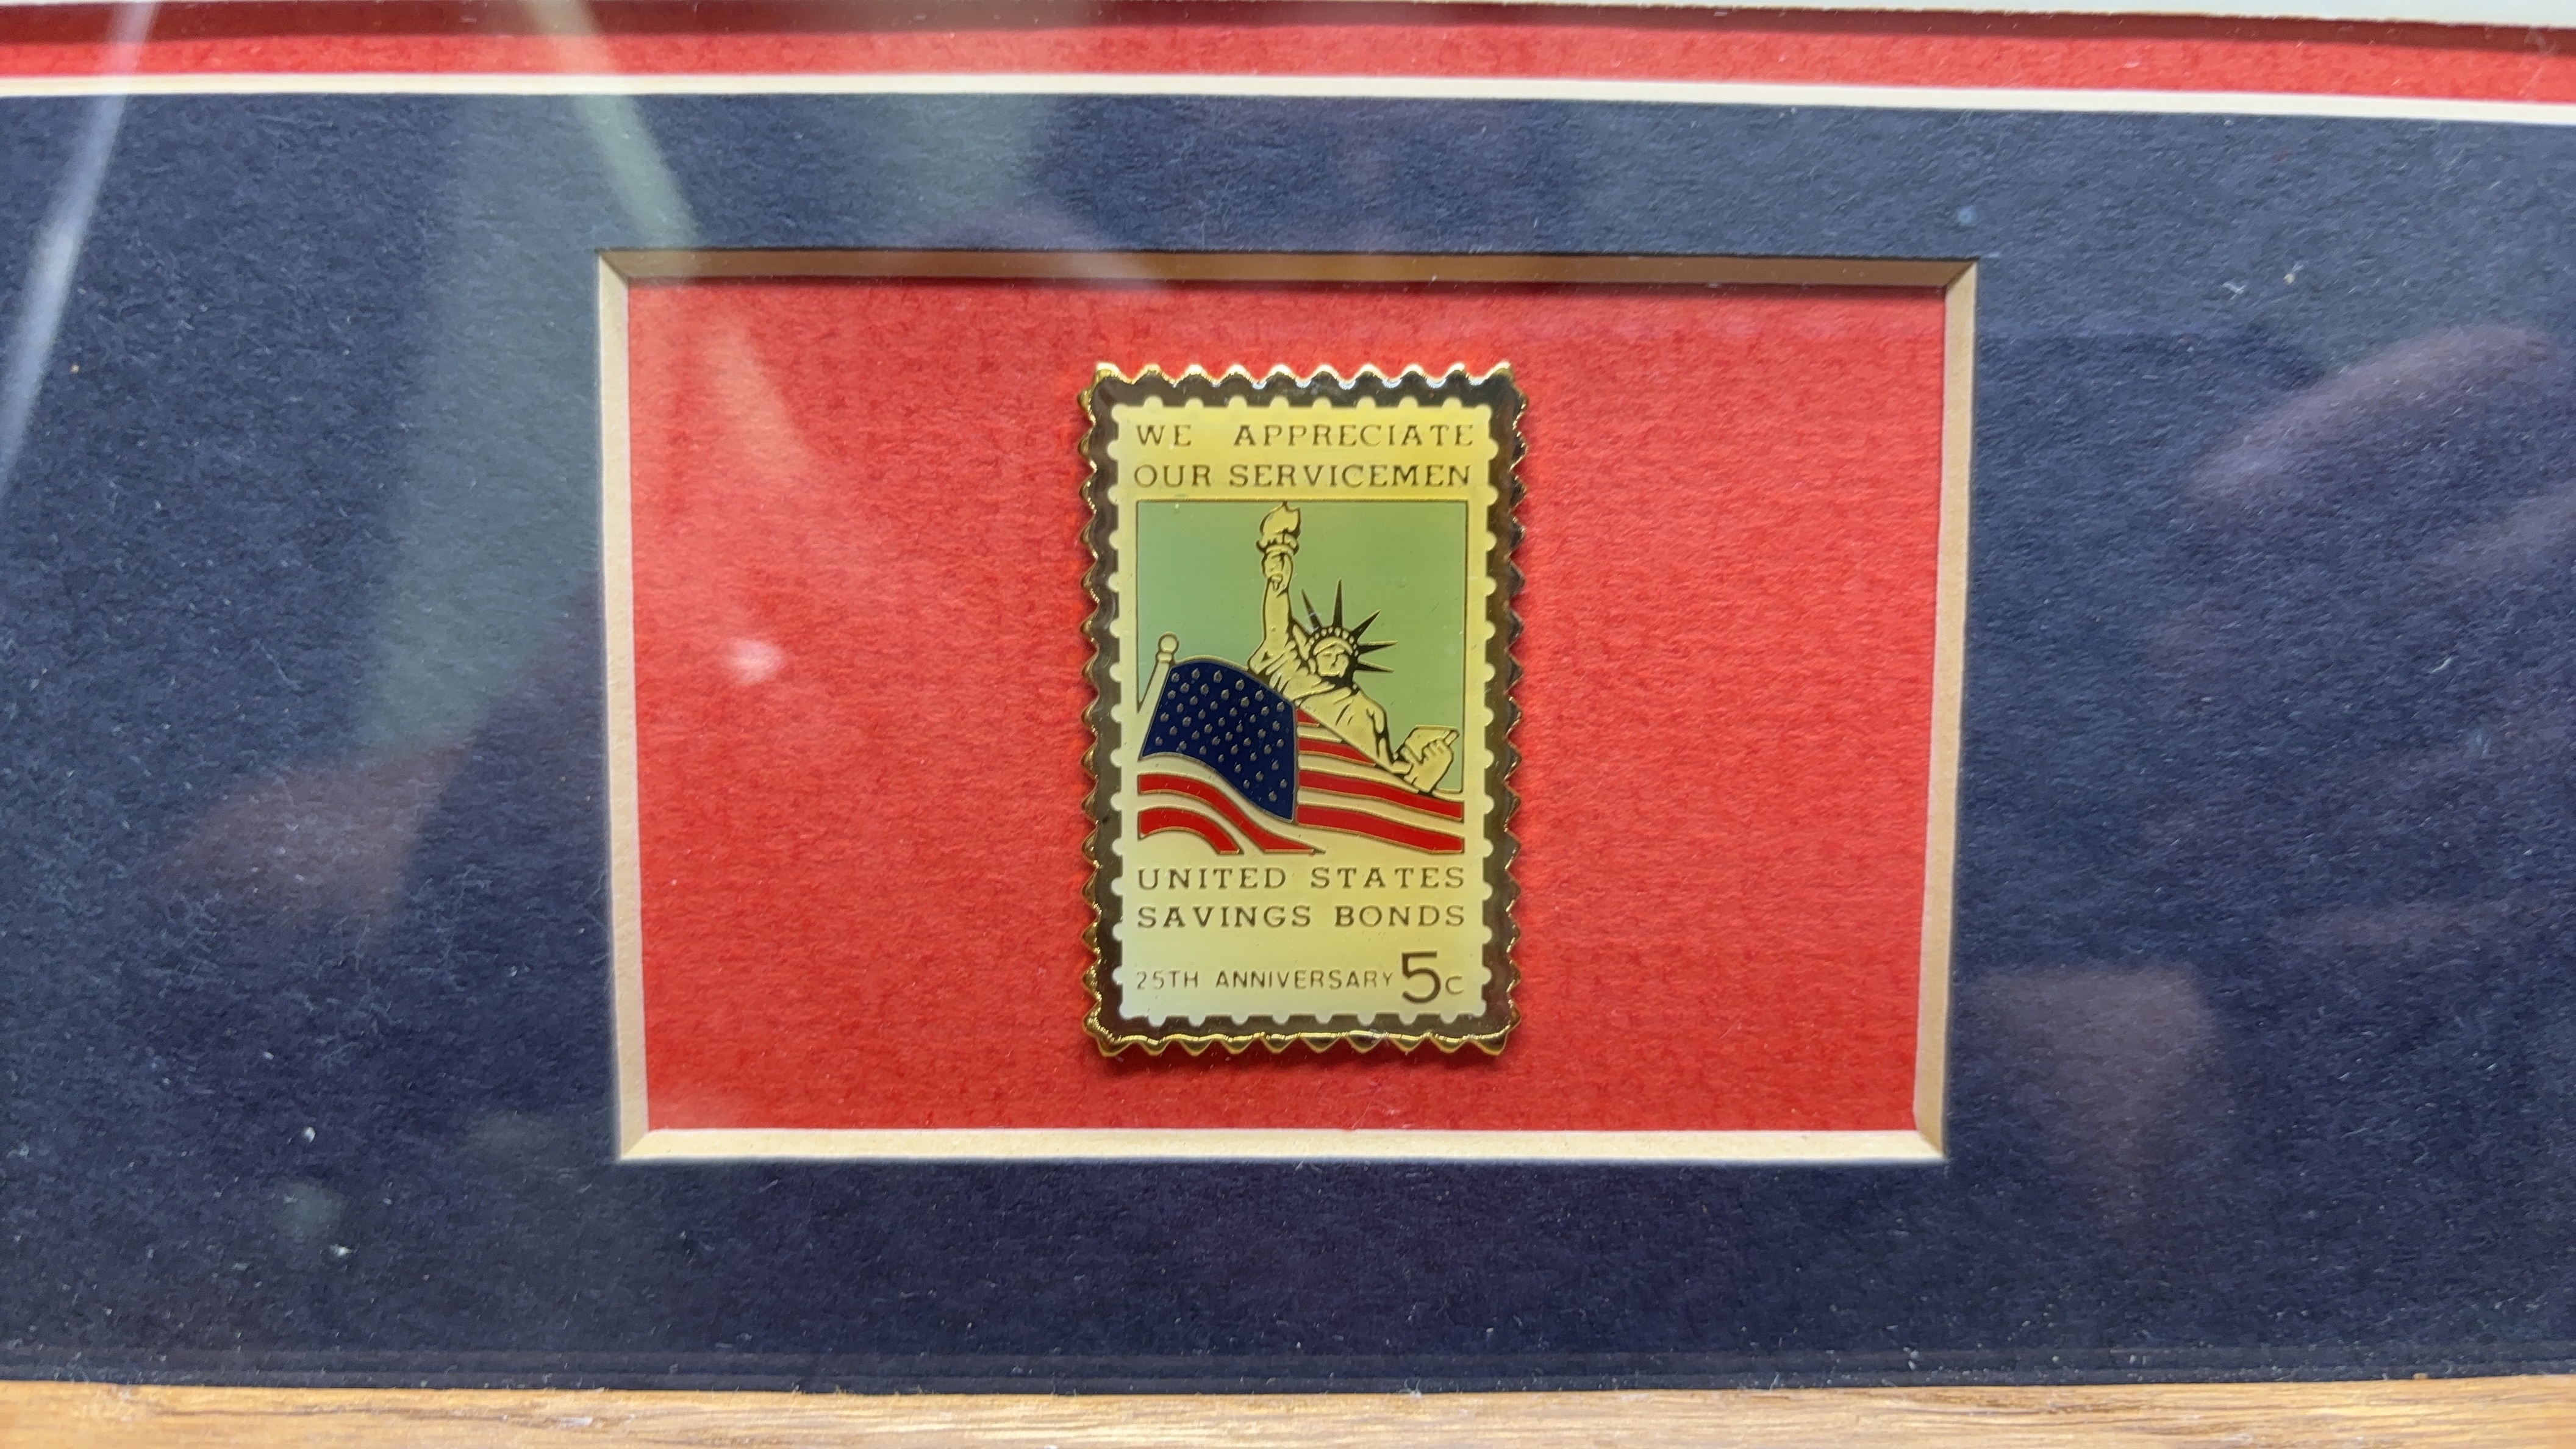 WE APPRECIATE
OUR SERVICEMEN
UNITED STATES
SAVINGS BONDS
25TH ANNIVERSARY 5c